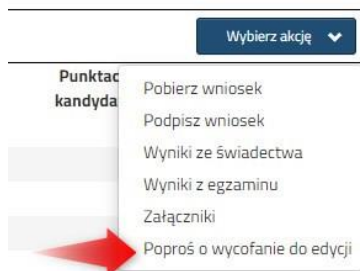 Wybierz akcję
Punktac
kandyda
Pobierz wniosek
Podpisz wniosek
Wyniki ze świadectwa
Wyniki z egzaminu
Załączniki
Poproś o wycofanie do edycji